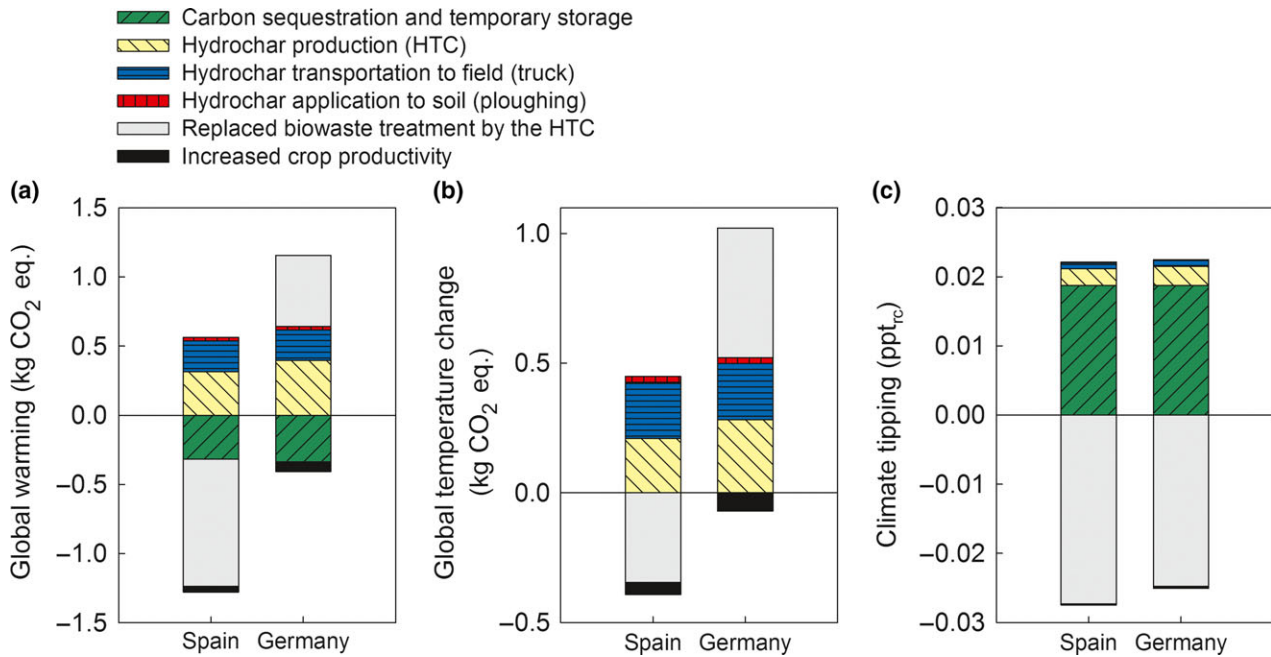 Carbon sequestration and temporary storage
Hydrochar production (HTC)
Hydrochar transportation to field (truck)
Hydrochar application to soil (ploughing)
Replaced biowaste treatment by the HTC
Increased crop productivity
(a)
Global warming (kg CO2 eq.)
1.5
1.0
0.5
0.0
–0.5
–1.0
–1.5
Spain Germany
(b)
Global temperature change
(kg CO2 eq.)
1.0
0.5
0.0
–0.5
Spain Germany
(c)
Climate tipping (pptrc)
0.03
0.02
0.01
0.00
–0.01
–0.02
–0.03
Spain Germany